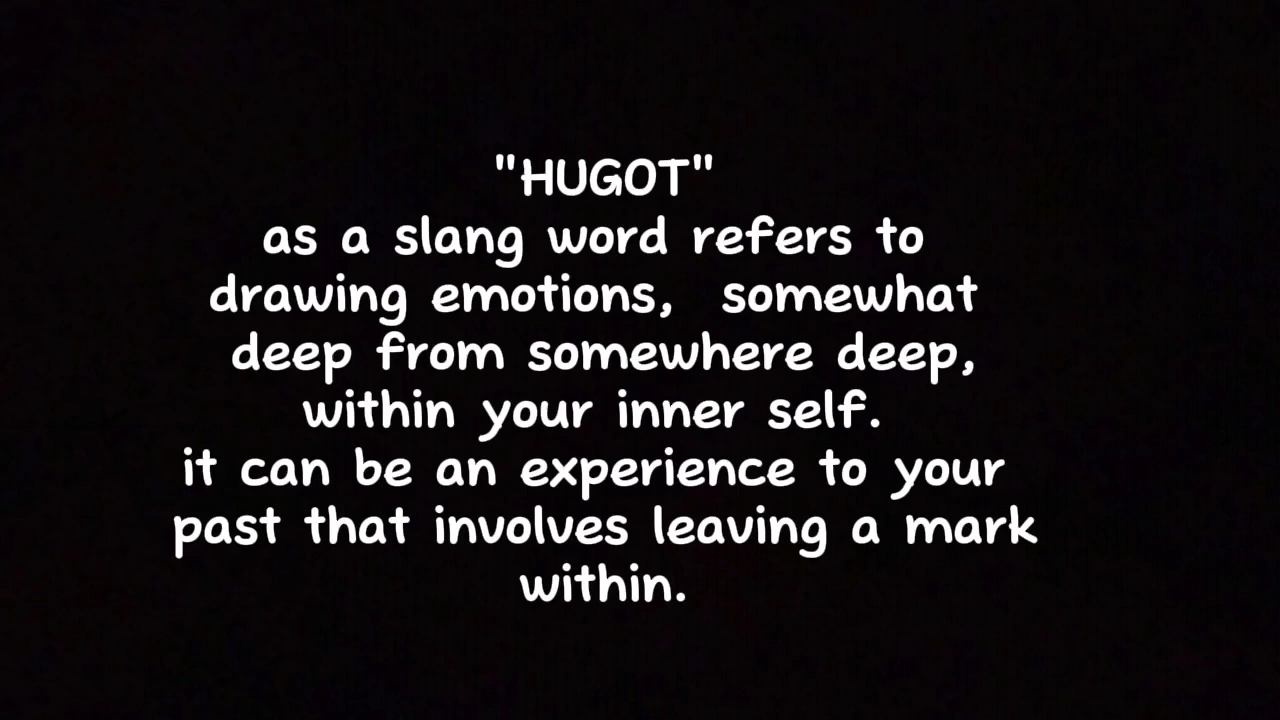 "HUGOT"
as a slang word refers to
drawing emotions, somewhat
deep from somewhere deep,
within your inner self.
it can be an experience to your
past that involves leaving a mark
within.